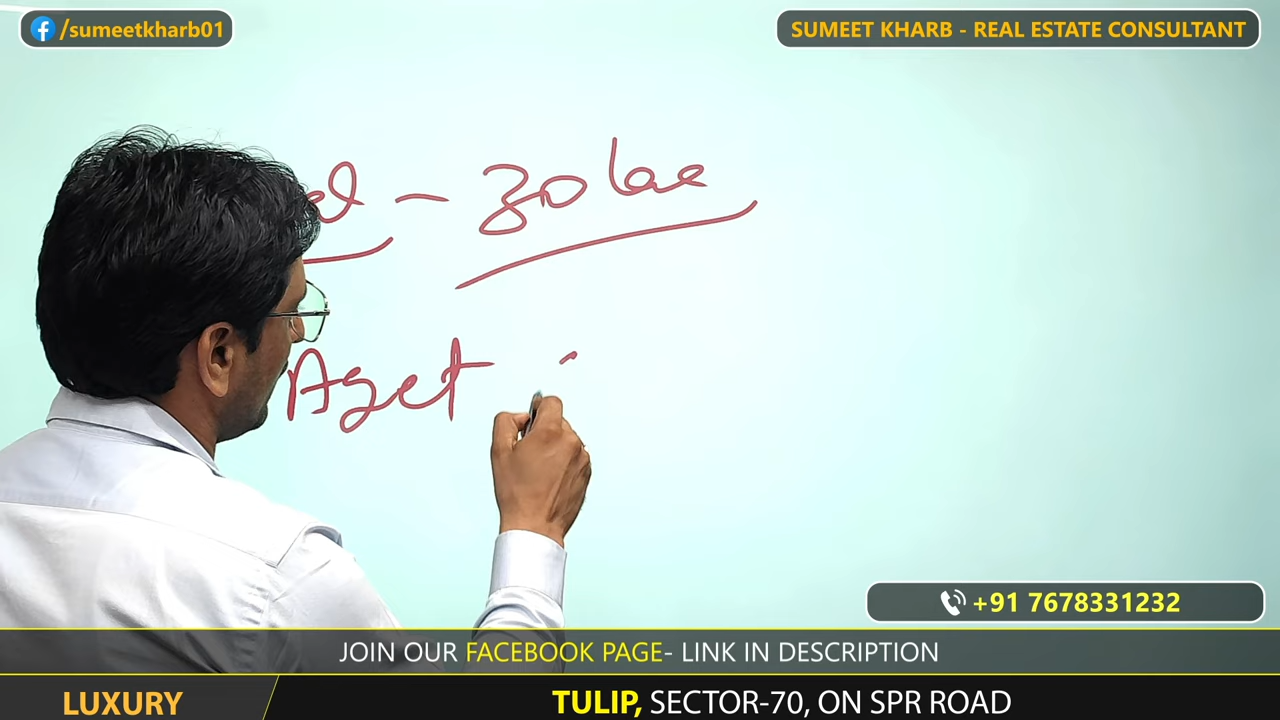 /sumeetkharb01
SUMEET KHARB - REAL ESTATE CONSULTANT
- 30 lac
Aget
+91 7678331232
JOIN OUR FACEBOOK PAGE- LINK IN DESCRIPTION
LUXURY
TULIP, SECTOR-70, ON SPR ROAD